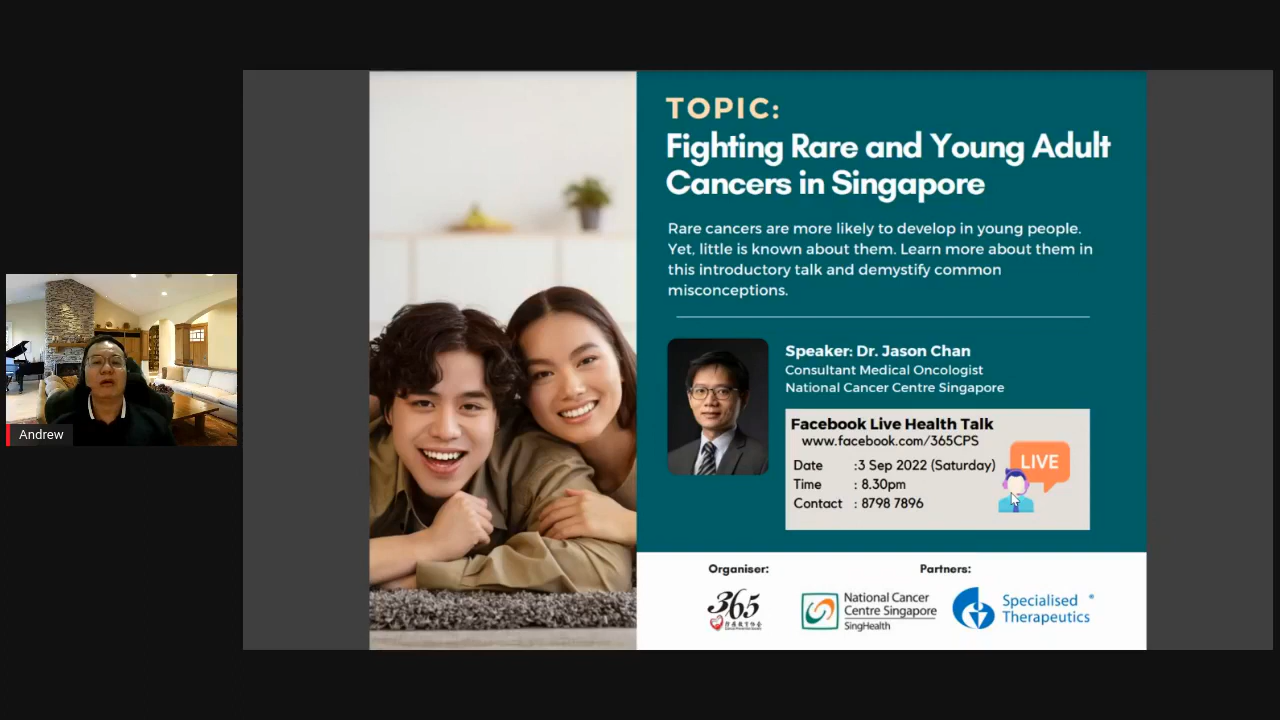 TOPIC:
Fighting Rare and Young Adult
Cancers in Singapore
Rare cancers are more likely to develop in young people.
Yet, little is known about them. Learn more about them in
this introductory talk and demystify common
misconceptions.
Speaker: Dr. Jason Chan
Consultant Medical Oncologist
National Cancer Centre Singapore
Facebook Live Health Talk
www.facebook.com/365CPS
Date :3 Sep 2022 (Saturday)
Time : 8.30pm
Contact : 8798 7896
LIVE
Andrew
Organiser:
Partners:
365
National Cancer
Centre Singapore
SingHealth
Specialised ®
Therapeutics